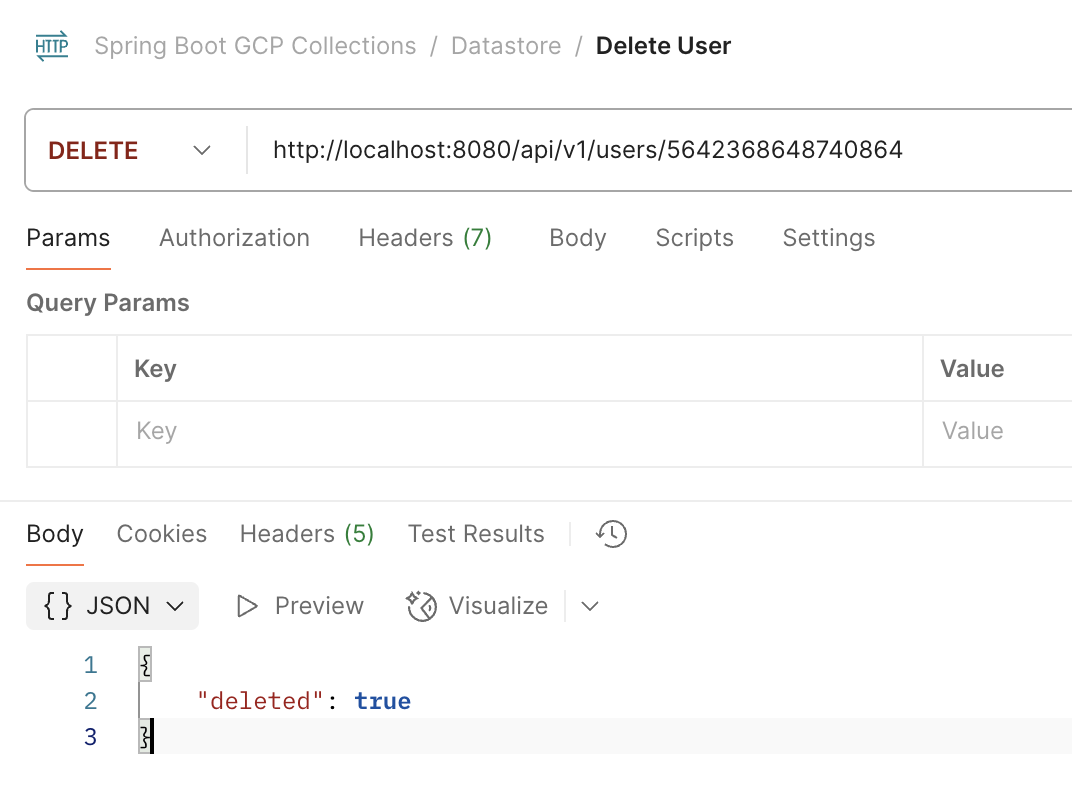 HTTP Spring Boot GCP Collections / Datastore / Delete User
DELETE http://localhost:8080/api/v1/users/5642368648740864
Params Authorization Headers (7) Body Scripts Settings
Query Params
Key Value
Key Value
Body Cookies Headers (5) Test Results
{} JSON Preview Visualize
1 {
2 "deleted": true
3 }